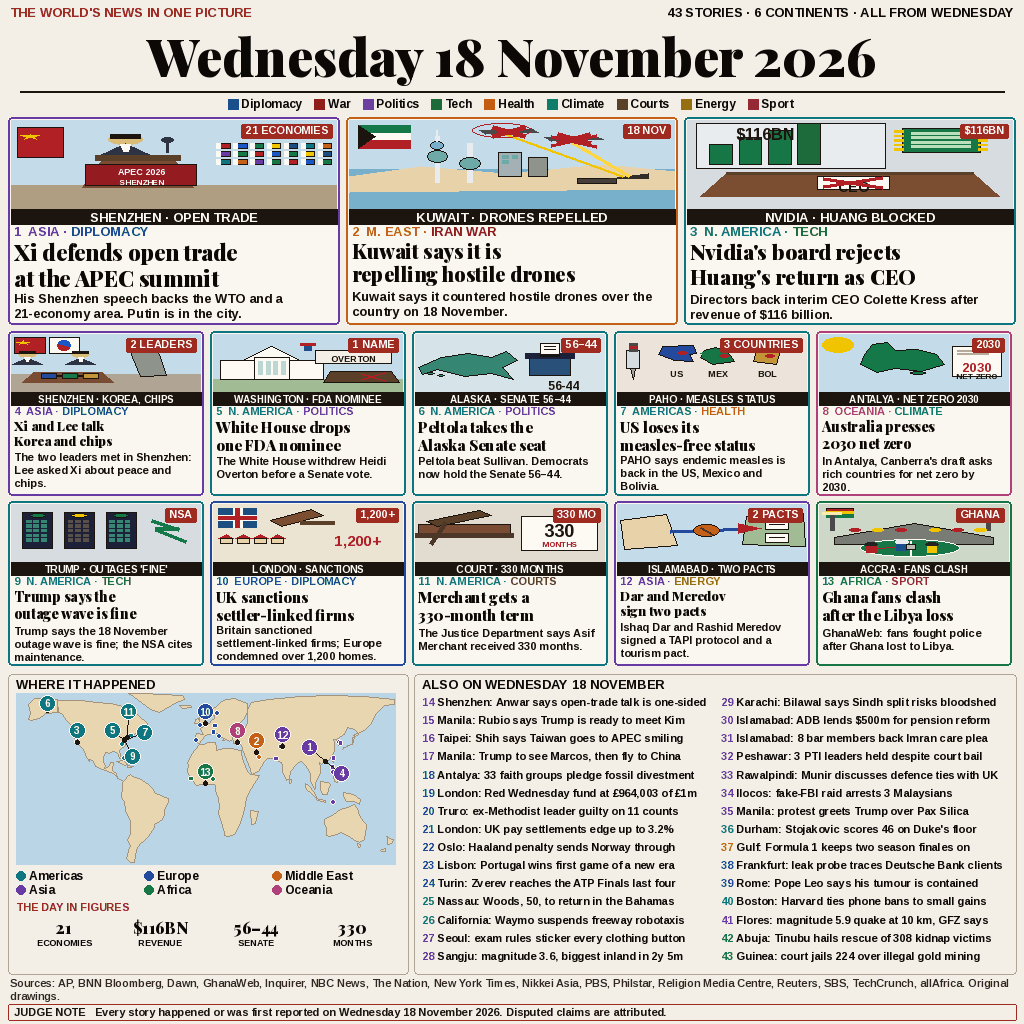 THE WORLD'S NEWS IN ONE PICTURE
43 STORIES · 6 CONTINENTS · ALL FROM WEDNESDAY
Wednesday 18 November 2026
Diplomacy War Politics Tech Health Climate Courts Energy Sport
21 ECONOMIES
APEC 2026
SHENZHEN
SHENZHEN · OPEN TRADE
1 ASIA · DIPLOMACY
Xi defends open trade
at the APEC summit
His Shenzhen speech backs the WTO and a
21-economy area. Putin is in the city.
18 NOV
KUWAIT · DRONES REPELLED
2 M. EAST · IRAN WAR
Kuwait says it is
repelling hostile drones
Kuwait says it countered hostile drones over the
country on 18 November.
$116BN
$116BN
CEO
NVIDIA · HUANG BLOCKED
3 N. AMERICA · TECH
Nvidia's board rejects
Huang's return as CEO
Directors back interim CEO Colette Kress after
revenue of $116 billion.
2 LEADERS
SHENZHEN · KOREA, CHIPS
4 ASIA · DIPLOMACY
Xi and Lee talk
Korea and chips
The two leaders met in Shenzhen:
Lee asked Xi about peace and
chips.
1 NAME
OVERTON
WASHINGTON · FDA NOMINEE
5 N. AMERICA · POLITICS
White House drops
one FDA nominee
The White House withdrew Heidi
Overton before a Senate vote.
56–44
56-44
ALASKA · SENATE 56–44
6 N. AMERICA · POLITICS
Peltola takes the
Alaska Senate seat
Peltola beat Sullivan. Democrats
now hold the Senate 56–44.
3 COUNTRIES
US MEX BOL
PAHO · MEASLES STATUS
7 AMERICAS · HEALTH
US loses its
measles-free status
PAHO says endemic measles is
back in the US, Mexico and
Bolivia.
2030
2030
NET ZERO
ANTALYA · NET ZERO 2030
8 OCEANIA · CLIMATE
Australia presses
2030 net zero
In Antalya, Canberra's draft asks
rich countries for net zero by
2030.
NSA
TRUMP · OUTAGES 'FINE'
9 N. AMERICA · TECH
Trump says the
outage wave is fine
Trump says the 18 November
outage wave is fine; the NSA cites
maintenance.
1,200+
1,200+
LONDON · SANCTIONS
10 EUROPE · DIPLOMACY
UK sanctions
settler-linked firms
Britain sanctioned
settlement-linked firms; Europe
condemned over 1,200 homes.
330 MO
330
MONTHS
COURT · 330 MONTHS
11 N. AMERICA · COURTS
Merchant gets a
330-month term
The Justice Department says Asif
Merchant received 330 months.
2 PACTS
ISLAMABAD · TWO PACTS
12 ASIA · ENERGY
Dar and Meredov
sign two pacts
Ishaq Dar and Rashid Meredov
signed a TAPI protocol and a
tourism pact.
GHANA
ACCRA · FANS CLASH
13 AFRICA · SPORT
Ghana fans clash
after the Libya loss
GhanaWeb: fans fought police
after Ghana lost to Libya.
WHERE IT HAPPENED
6 11 10 3 5 7 8 2 12 1 9 13 4
Americas Europe Middle East
Asia Africa Oceania
THE DAY IN FIGURES
21 $116BN 56–44 330
ECONOMIES REVENUE SENATE MONTHS
ALSO ON WEDNESDAY 18 NOVEMBER
14 Shenzhen: Anwar says open-trade talk is one-sided
15 Manila: Rubio says Trump is ready to meet Kim
16 Taipei: Shih says Taiwan goes to APEC smiling
17 Manila: Trump to see Marcos, then fly to China
18 Antalya: 33 faith groups pledge fossil divestment
19 London: Red Wednesday fund at £964,003 of £1m
20 Truro: ex-Methodist leader guilty on 11 counts
21 London: UK pay settlements edge up to 3.2%
22 Oslo: Haaland penalty sends Norway through
23 Lisbon: Portugal wins first game of a new era
24 Turin: Zverev reaches the ATP Finals last four
25 Nassau: Woods, 50, to return in the Bahamas
26 California: Waymo suspends freeway robotaxis
27 Seoul: exam rules sticker every clothing button
28 Sangju: magnitude 3.6, biggest inland in 2y 5m
29 Karachi: Bilawal says Sindh split risks bloodshed
30 Islamabad: ADB lends $500m for pension reform
31 Islamabad: 8 bar members back Imran care plea
32 Peshawar: 3 PTI leaders held despite court bail
33 Rawalpindi: Munir discusses defence ties with UK
34 Ilocos: fake-FBI raid arrests 3 Malaysians
35 Manila: protest greets Trump over Pax Silica
36 Durham: Stojakovic scores 46 on Duke's floor
37 Gulf: Formula 1 keeps two season finales on
38 Frankfurt: leak probe traces Deutsche Bank clients
39 Rome: Pope Leo says his tumour is contained
40 Boston: Harvard ties phone bans to small gains
41 Flores: magnitude 5.9 quake at 10 km, GFZ says
42 Abuja: Tinubu hails rescue of 308 kidnap victims
43 Guinea: court jails 224 over illegal gold mining
Sources: AP, BNN Bloomberg, Dawn, GhanaWeb, Inquirer, NBC News, The Nation, New York Times, Nikkei Asia, PBS, Philstar, Religion Media Centre, Reuters, SBS, TechCrunch, allAfrica. Original
drawings.
JUDGE NOTE Every story happened or was first reported on Wednesday 18 November 2026. Disputed claims are attributed.